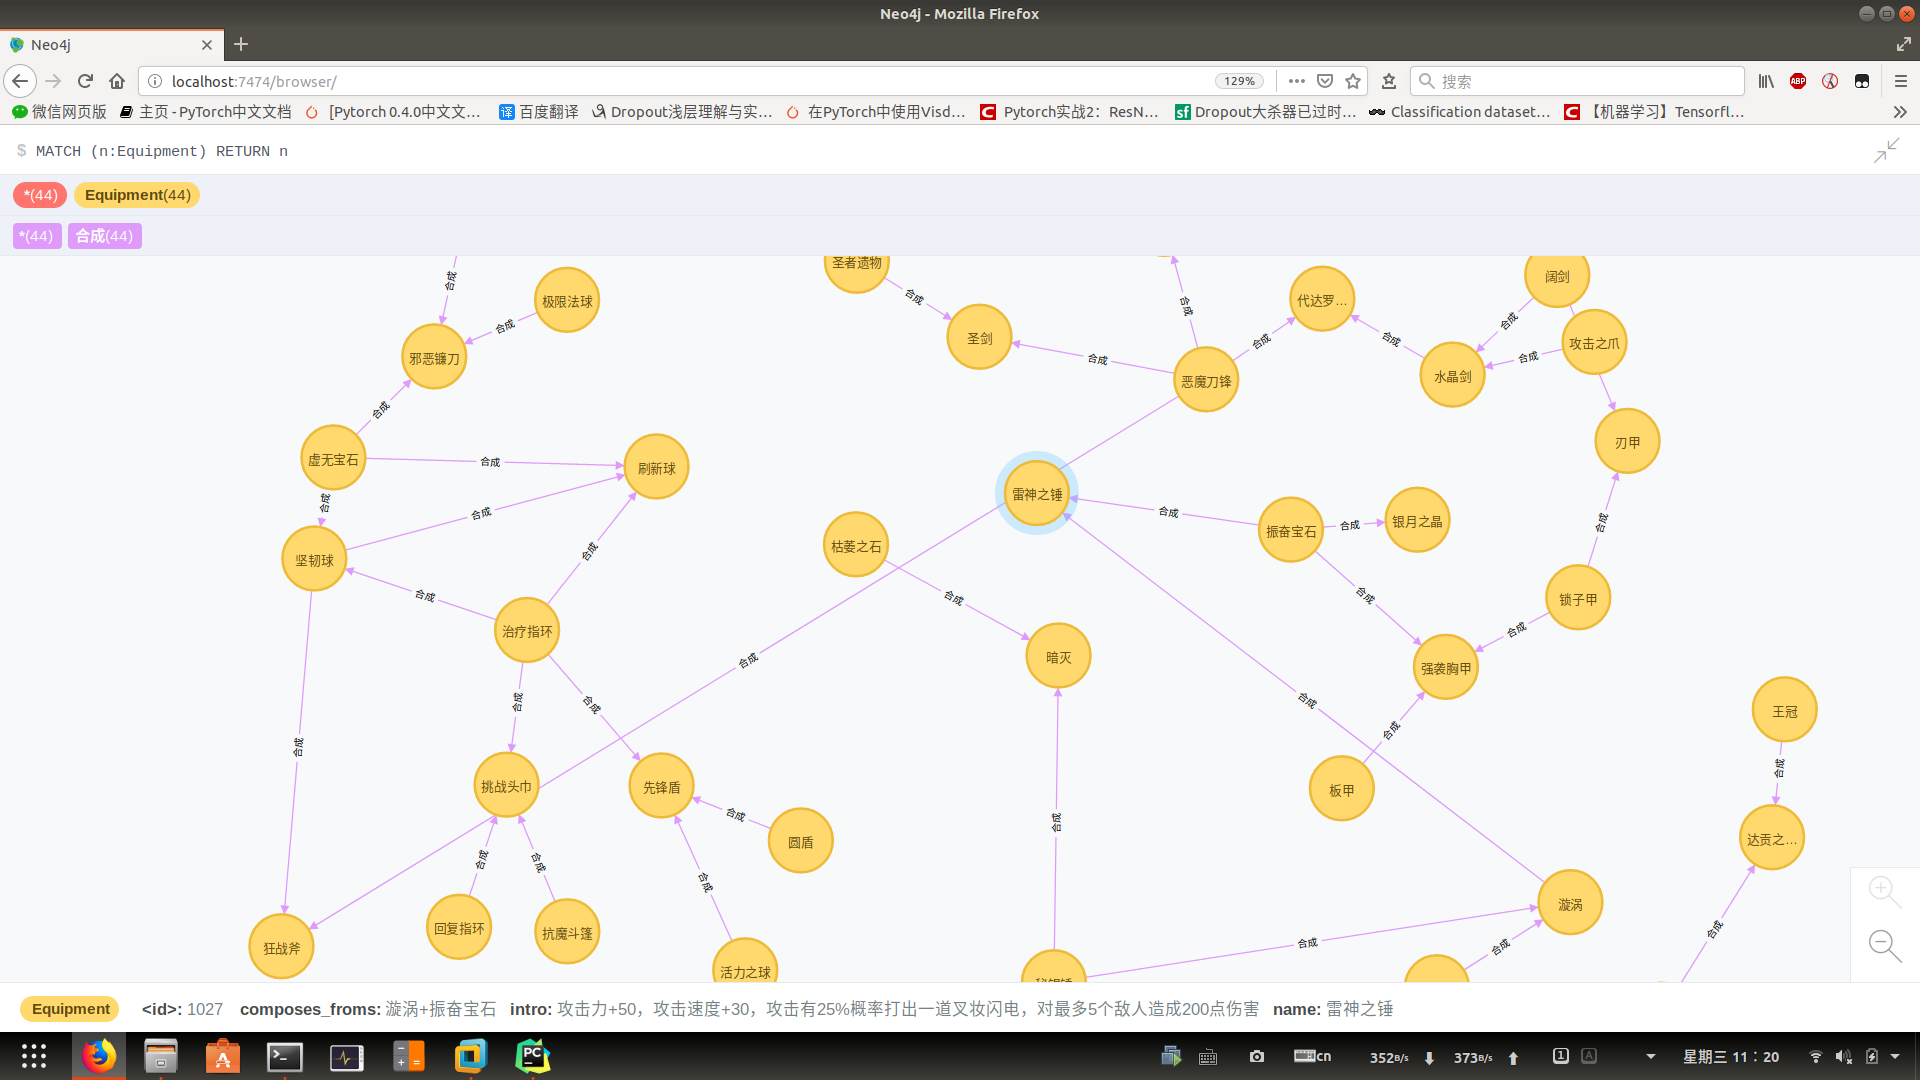 Neo4j - Mozilla Firefox
Neo4j
localhost:7474/browser/
129%
搜索
微信网页版
主页 - PyTorch中文文档
[Pytorch 0.4.0中文文…
百度翻译
Dropout浅层理解与实…
在PyTorch中使用Visd…
Pytorch实战2：ResN…
Dropout大杀器已过时…
Classification dataset…
【机器学习】Tensorfl…
$ MATCH (n:Equipment) RETURN n
*(44) Equipment(44)
*(44) 合成(44)
圣者遗物
阔剑
合成
极限法球
合成
代达罗…
合成
合成
邪恶镰刀
圣剑
合成
合成
合成
合成
攻击之爪
合成
恶魔刀锋
水晶剑
合成
虚无宝石
合成
刷新球
刃甲
合成
合成
雷神之锤
合成
振奋宝石
合成
银月之晶
合成
坚韧球
合成
枯萎之石
合成
合成
合成
锁子甲
治疗指环
合成
合成
暗灭
强袭胸甲
合成
合成
合成
合成
王冠
合成
合成
合成
挑战头巾
先锋盾
板甲
合成
圆盾
合成
达贡之…
合成
合成
合成
漩涡
回复指环
抗魔斗篷
合成
合成
合成
狂战斧
活力之球
Equipment <id>: 1027 composes_froms: 漩涡+振奋宝石 intro: 攻击力+50，攻击速度+30，攻击有25%概率打出一道叉妆闪电，对最多5个敌人造成200点伤害 name: 雷神之锤
cn 352B/s 373B/s 1 A 星期三 11：20